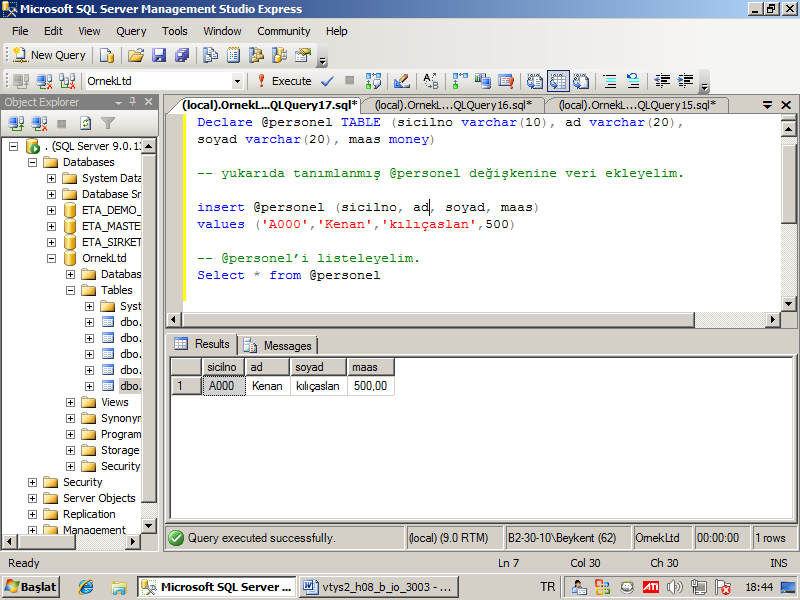 Microsoft SQL Server Management Studio Express
File Edit View Query Tools Window Community Help
New Query
OrnekLtd Execute
Object Explorer
(local).OrnekL...QLQuery17.sql* (local).OrnekL...QLQuery16.sql* (local).OrnekL...QLQuery15.sql*
. (SQL Server 9.0.13
Databases
System Data
Database Sn
ETA_DEMO_
ETA_MASTE
ETA_SIRKET
OrnekLtd
Databas
Tables
Syst
dbo.
dbo.
dbo.
dbo.
dbo.
Views
Synonym
Program
Storage
Security
Security
Server Objects
Replication
Management
Declare @personel TABLE (sicilno varchar(10), ad varchar(20),
soyad varchar(20), maas money)
-- yukarıda tanımlanmış @personel değişkenine veri ekleyelim.
insert @personel (sicilno, ad, soyad, maas)
values ('A000','Kenan','kılıçaslan',500)
-- @personel’i listeleyelim.
Select * from @personel
Results Messages
sicilno ad soyad maas
1 A000 Kenan kılıçaslan 500,00
Query executed successfully. (local) (9.0 RTM) B2-30-10\Beykent (62) OrnekLtd 00:00:00 1 rows
Ready Ln 7 Col 30 Ch 30 INS
Başlat Microsoft SQL Server ... vtys2_h08_b_io_3003 - ... TR ATI 18:44